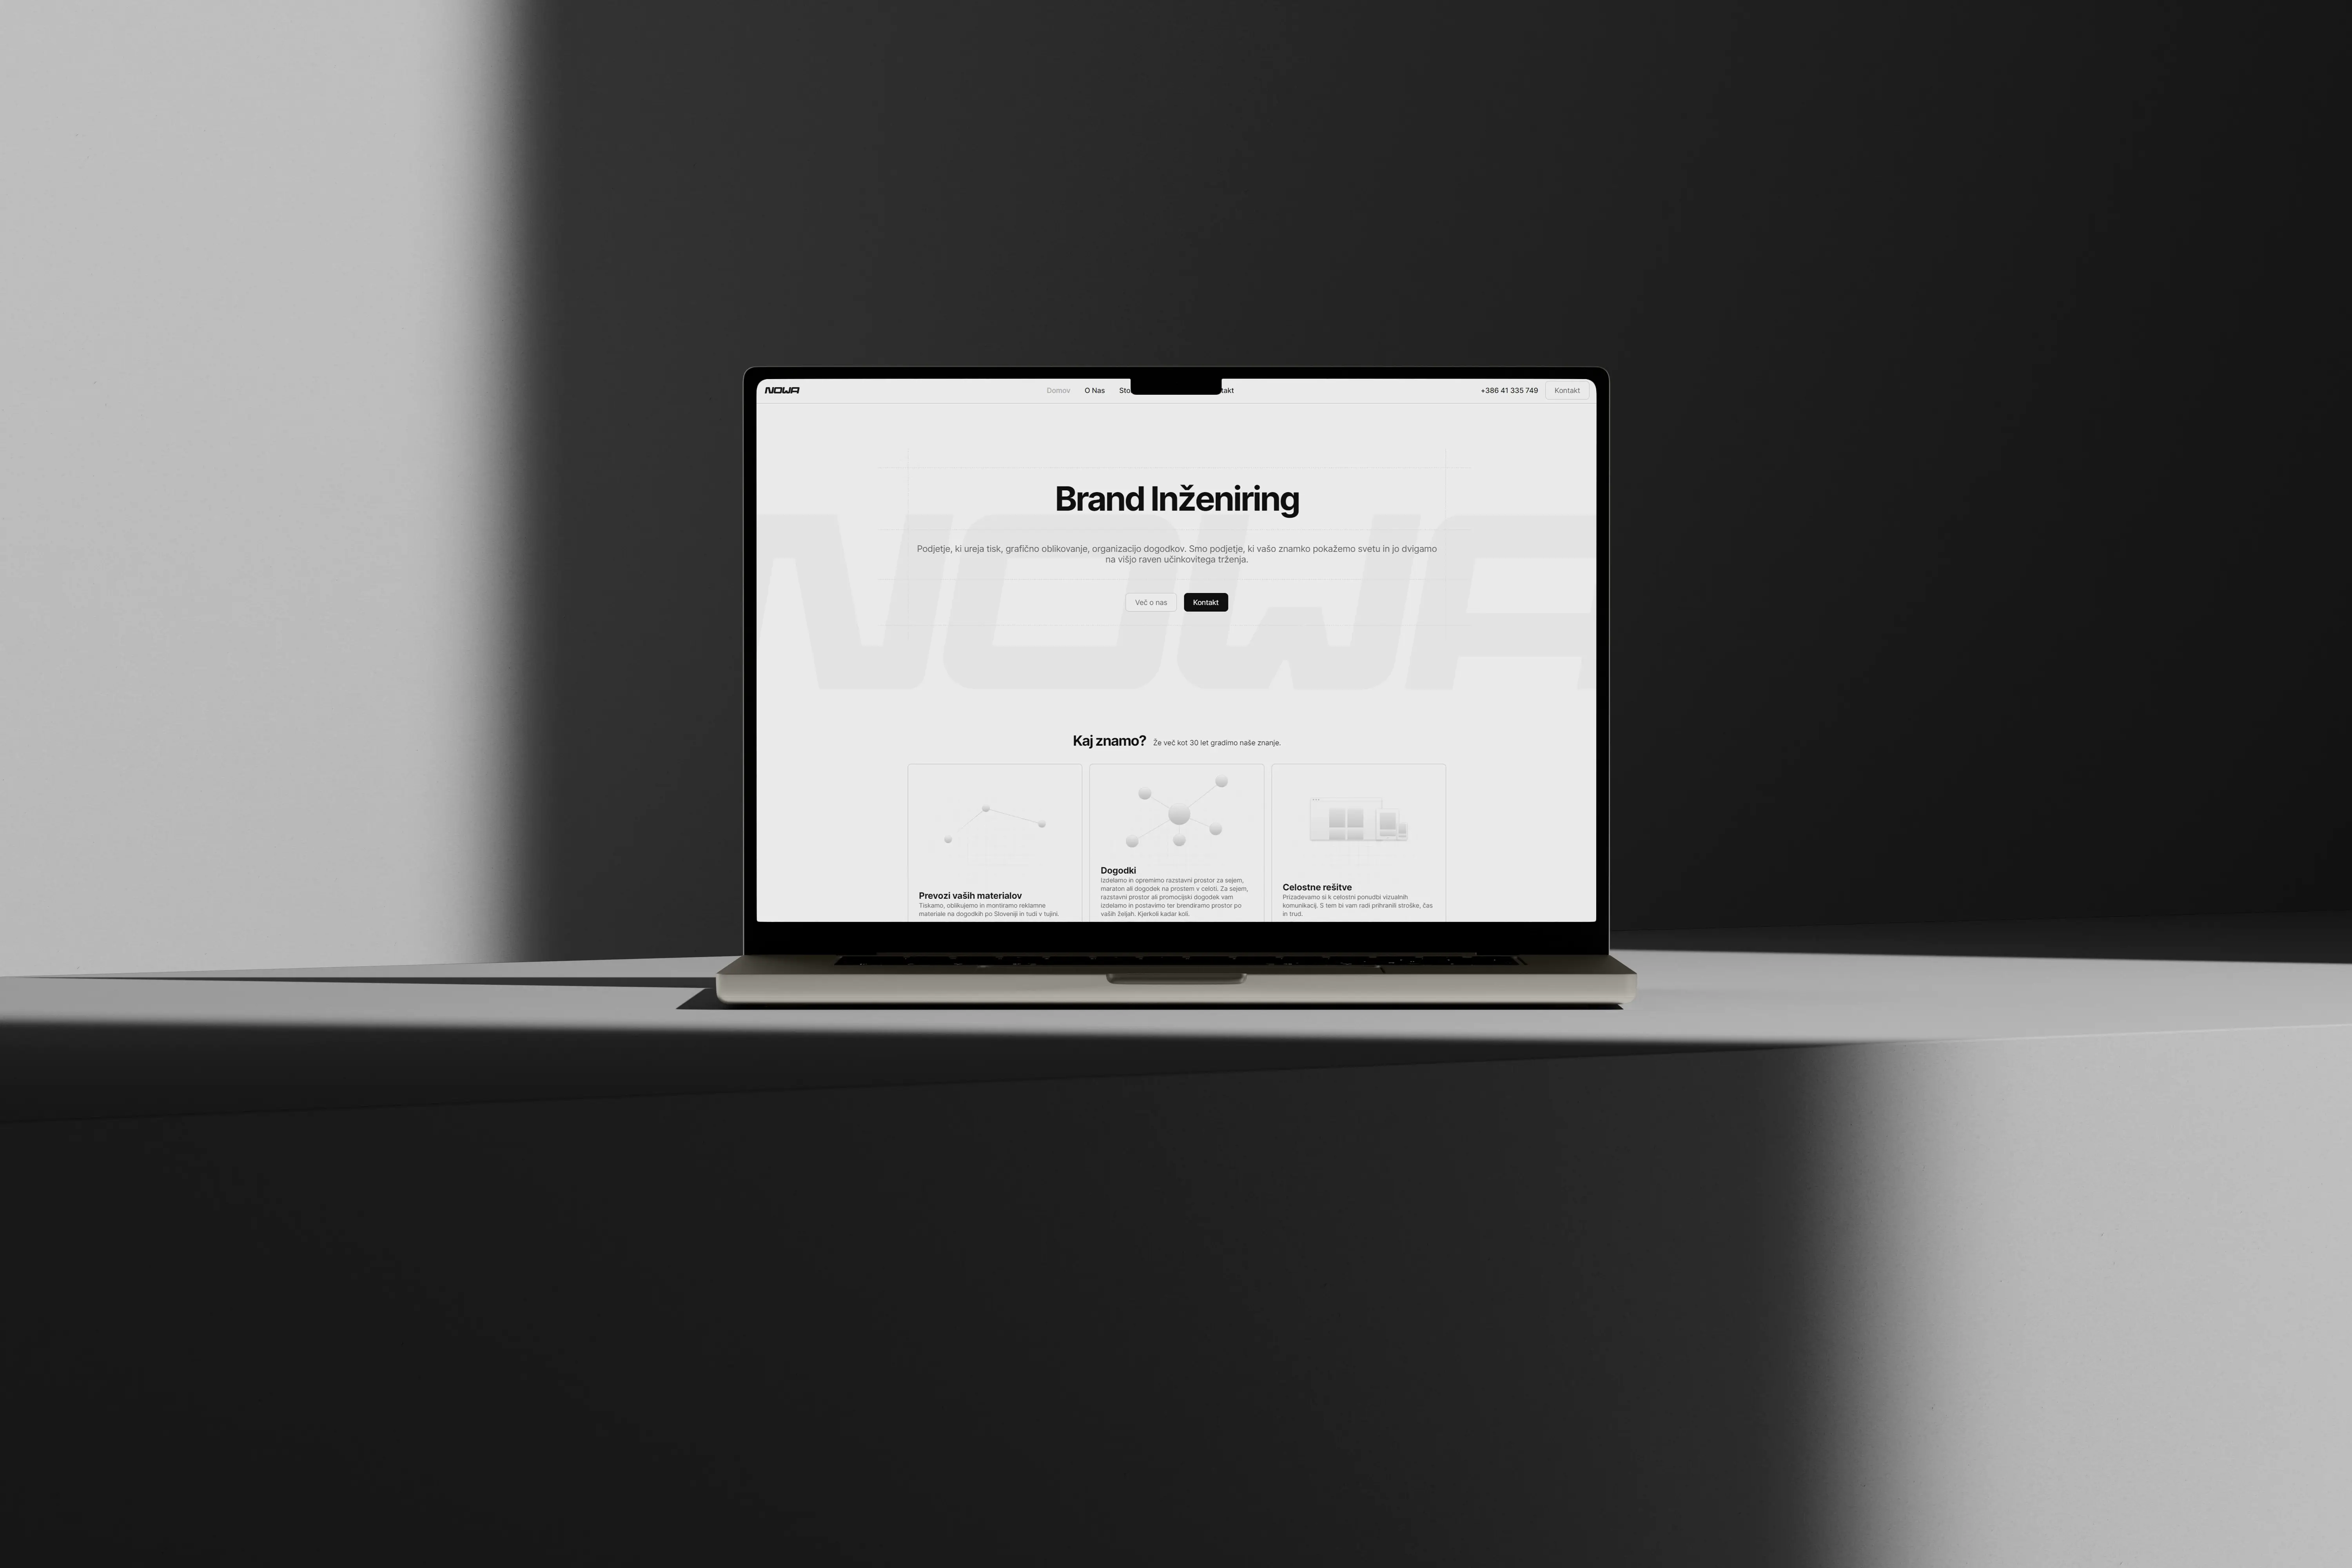 NOWA
Domov
O Nas
+386 41 335 749
Kontakt
Brand Inženiring
NOWA
Podjetje, ki ureja tisk, grafično oblikovanje, organizacijo dogodkov. Smo podjetje, ki vašo znamko pokažemo svetu in jo dvigamo
na višjo raven učinkovitega trženja.
Več o nas
Kontakt
Kaj znamo? Že več kot 30 let gradimo naše znanje.
Prevozi vaših materialov
Tiskamo, oblikujemo in montiramo reklamne
materiale na dogodkih po Sloveniji in tudi v tujini.
Dogodki
Izdelamo in opremimo razstavni prostor za sejem,
maraton ali dogodek na prostem v celoti. Za sejem,
razstavni prostor ali promocijski dogodek vam
izdelamo in postavimo ter brendiramo prostor po
vaših željah. Kjerkoli kadar koli.
Celostne rešitve
Prizadevamo si k celostni ponudbi vizualnih
komunikacij. S tem bi vam radi prihranili stroške, čas
in trud.